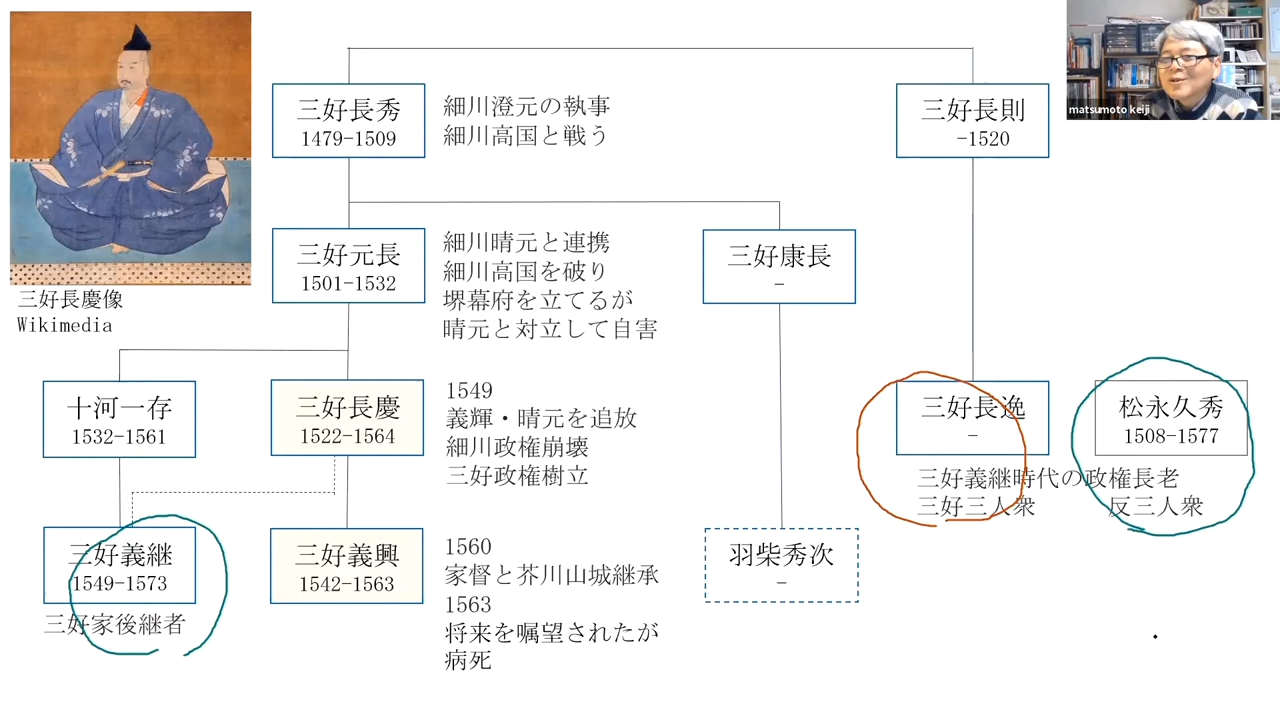 三好長秀
1479-1509
細川澄元の執事
細川高国と戦う
三好長則
-1520
matsumoto keiji
三好元長
1501-1532
細川晴元と連携
細川高国を破り
堺幕府を立てるが
晴元と対立して自害
三好康長
-
三好長慶像
Wikimedia
十河一存
1532-1561
三好長慶
1522-1564
1549
義輝・晴元を追放
細川政権崩壊
三好政権樹立
三好長逸
-
松永久秀
1508-1577
三好義継時代の政権長老
三好三人衆
反三人衆
三好義継
1549-1573
三好家後継者
三好義興
1542-1563
1560
家督と芥川山城継承
1563
将来を嘱望されたが
病死
羽柴秀次
-